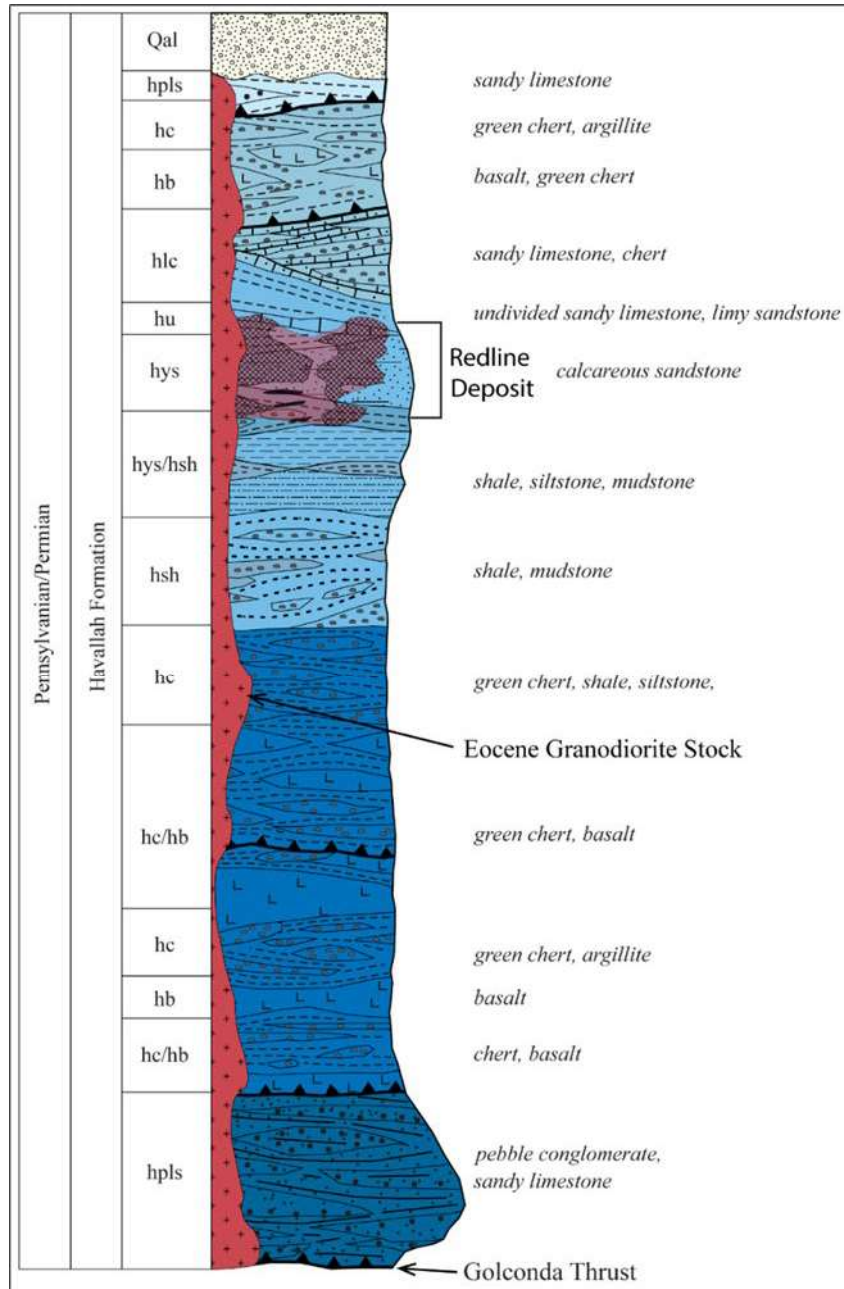 Pennsylvanian/Permian
Havallah Formation
Qal
hpls
sandy limestone
hc
green chert, argillite
hb
basalt, green chert
hlc
sandy limestone, chert
hu
undivided sandy limestone, limy sandstone
hys
Redline
Deposit
calcareous sandstone
hys/hsh
shale, siltstone, mudstone
hsh
shale, mudstone
hc
green chert, shale, siltstone,
Eocene Granodiorite Stock
hc/hb
green chert, basalt
hc
green chert, argillite
hb
basalt
hc/hb
chert, basalt
hpls
pebble conglomerate,
sandy limestone
Golconda Thrust